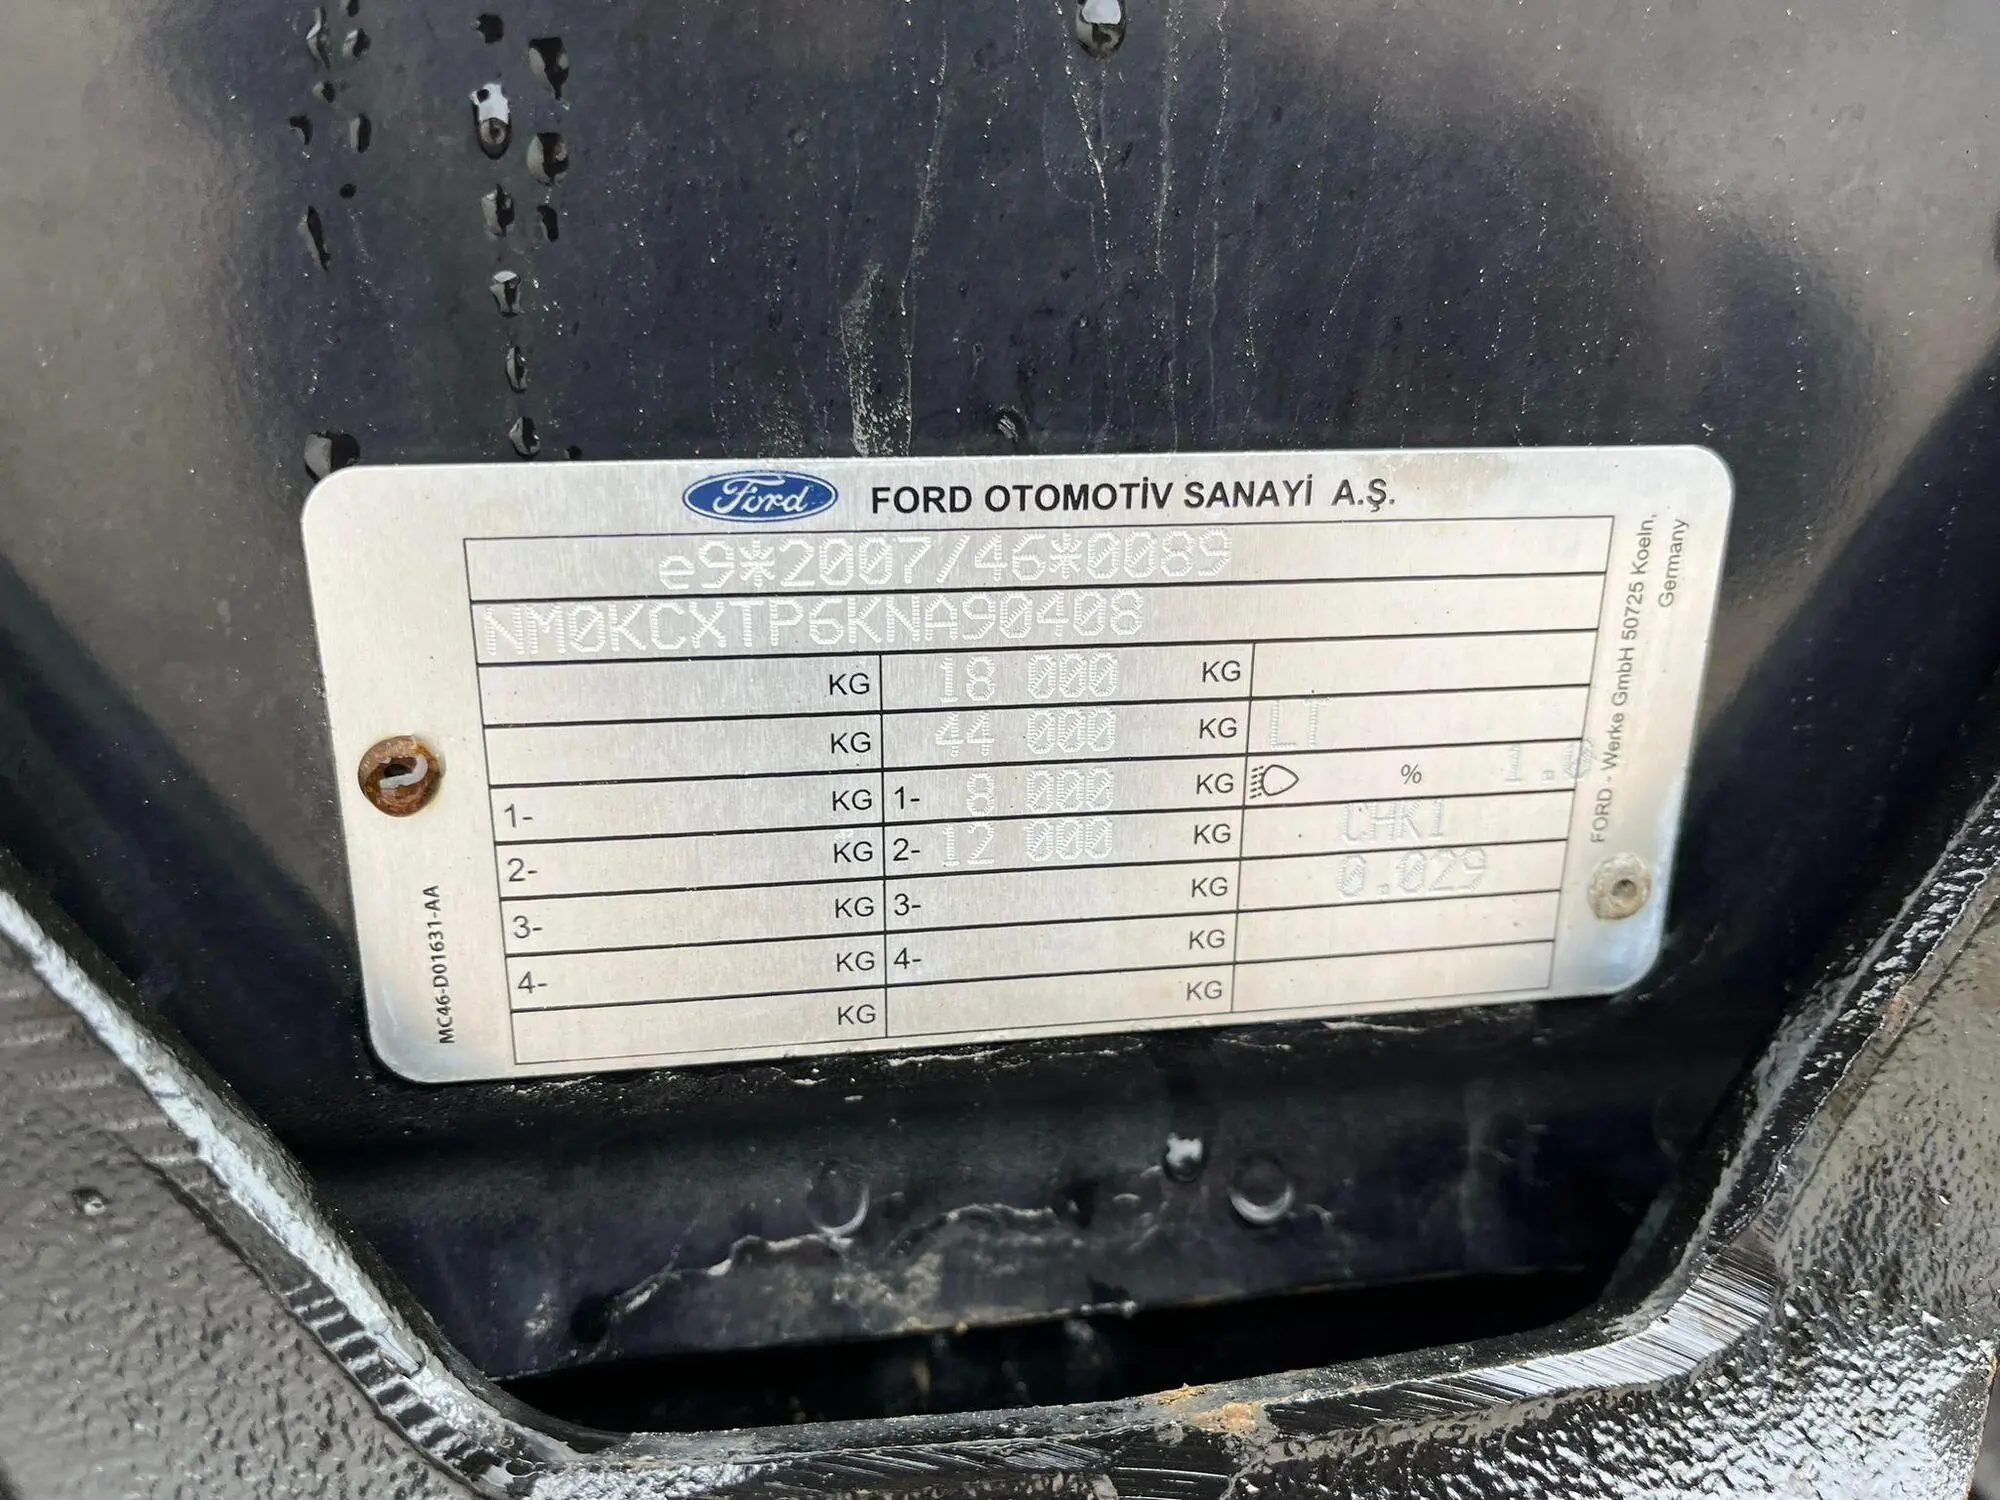 Ford FORD OTOMOTİV SANAYİ A.Ş.
e9*2007/46*0089
NM0KCXTP6KNA90408
KG 18 000 KG
KG 44 000 KG LT
1- KG 1- 8 000 KG % 1.0
2- KG 2- 12 000 KG CHK1
3- KG 3- KG 0.029
4- KG 4- KG
KG KG
MC46-D01631-AA
FORD - Werke GmbH 50725 Koeln,
Germany